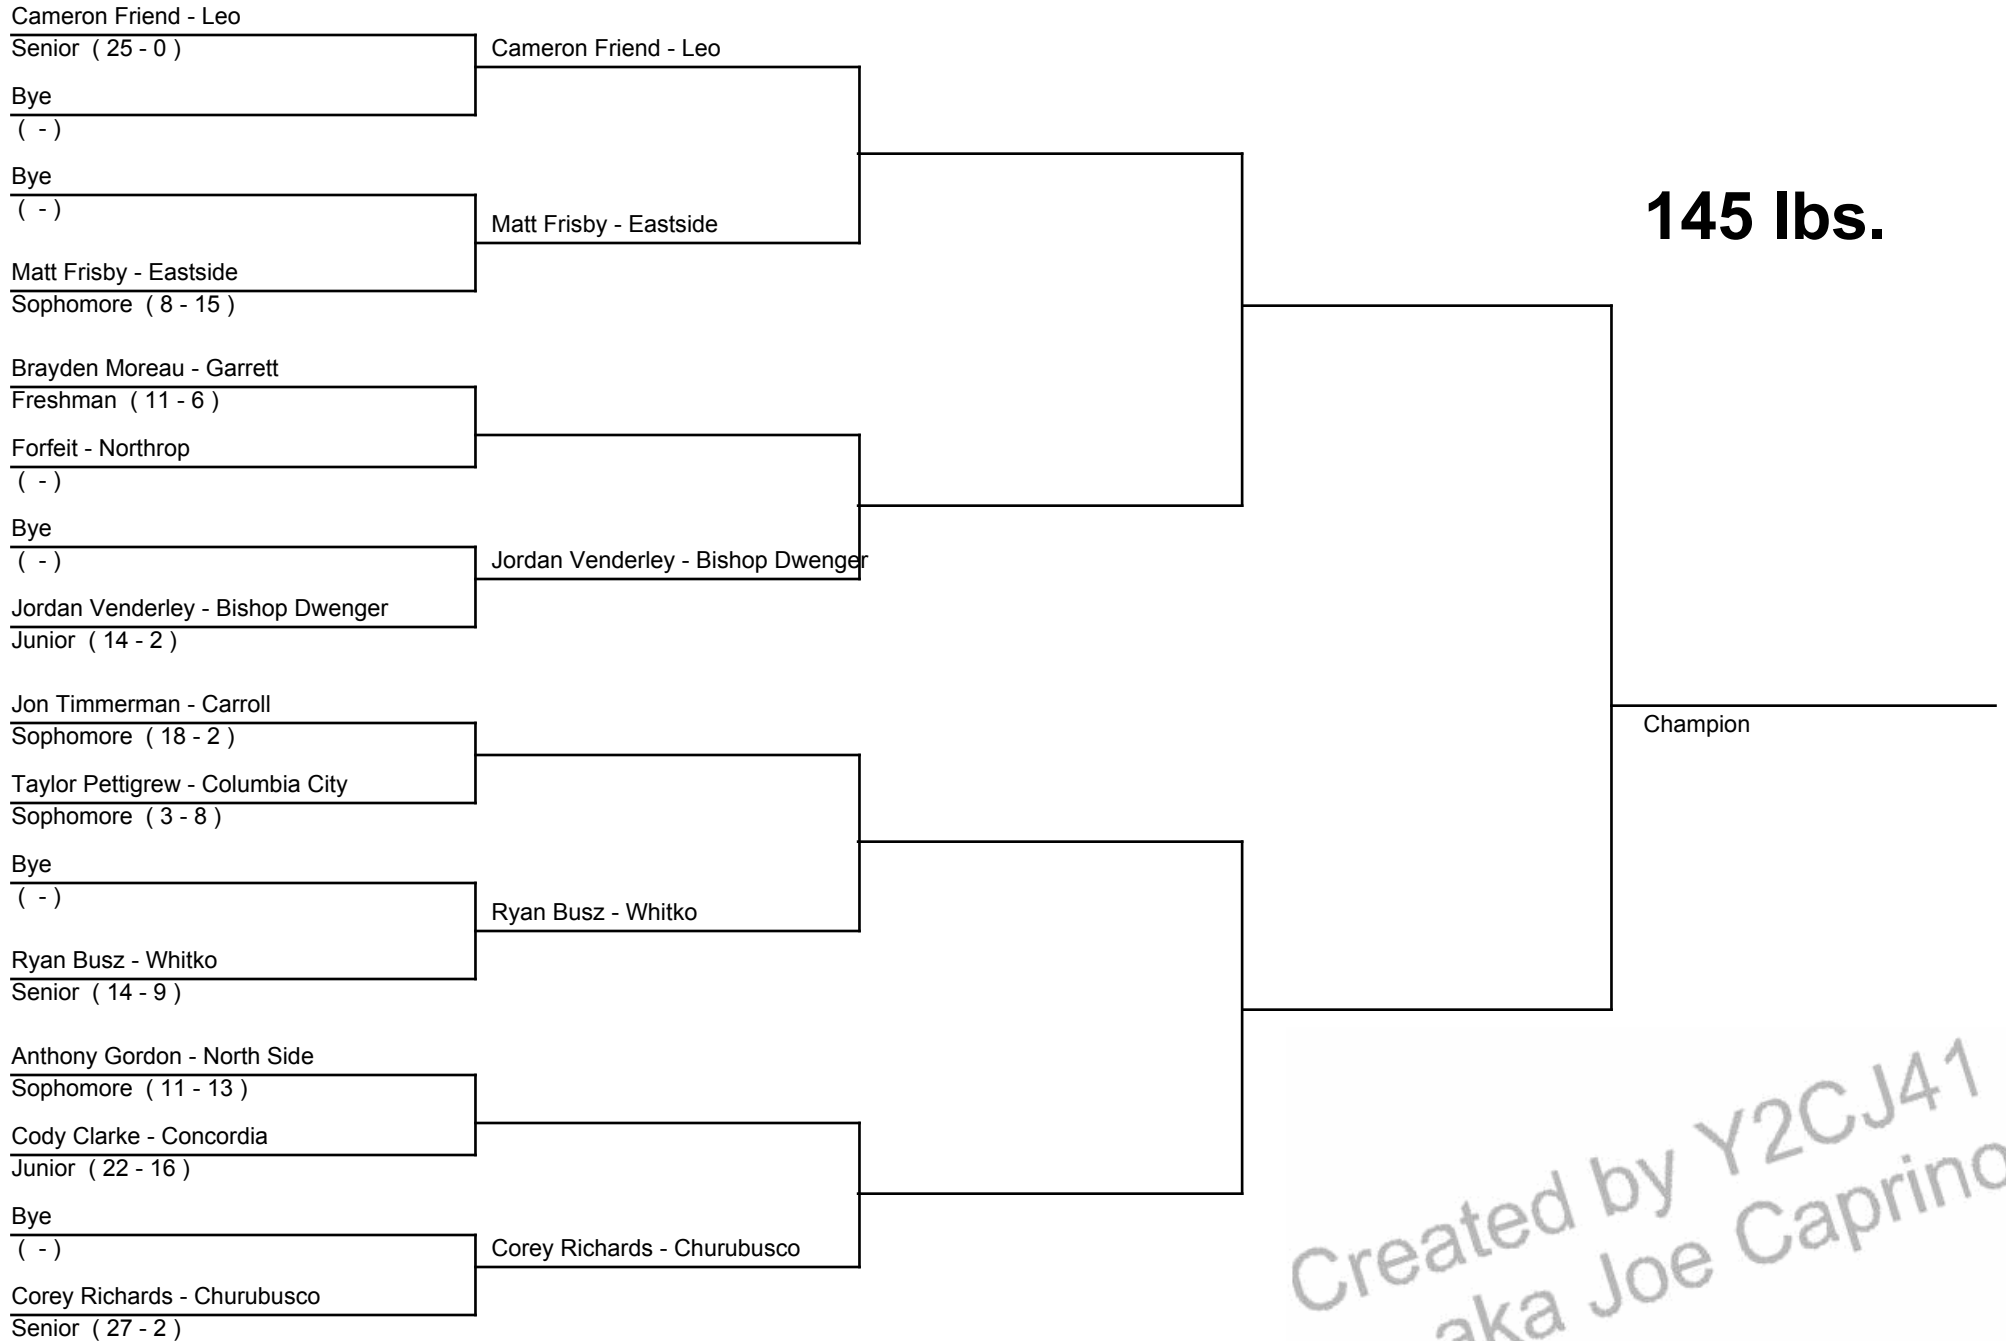 Cameron Friend - Leo
Senior ( 25 - 0 )
Bye
( - )
Bye
( - )
Matt Frisby - Eastside
Sophomore ( 8 - 15 )
Brayden Moreau - Garrett
Freshman ( 11 - 6 )
Forfeit - Northrop
( - )
Bye
( - )
Jordan Venderley - Bishop Dwenger
Junior ( 14 - 2 )
Jon Timmerman - Carroll
Sophomore ( 18 - 2 )
Taylor Pettigrew - Columbia City
Sophomore ( 3 - 8 )
Bye
( - )
Ryan Busz - Whitko
Senior ( 14 - 9 )
Anthony Gordon - North Side
Sophomore ( 11 - 13 )
Cody Clarke - Concordia
Junior ( 22 - 16 )
Bye
( - )
Corey Richards - Churubusco
Senior ( 27 - 2 )
Cameron Friend - Leo
Matt Frisby - Eastside
Jordan Venderley - Bishop Dwenger
Ryan Busz - Whitko
Corey Richards - Churubusco
145 lbs.
Champion
Created by Y2CJ41
aka Joe Caprino